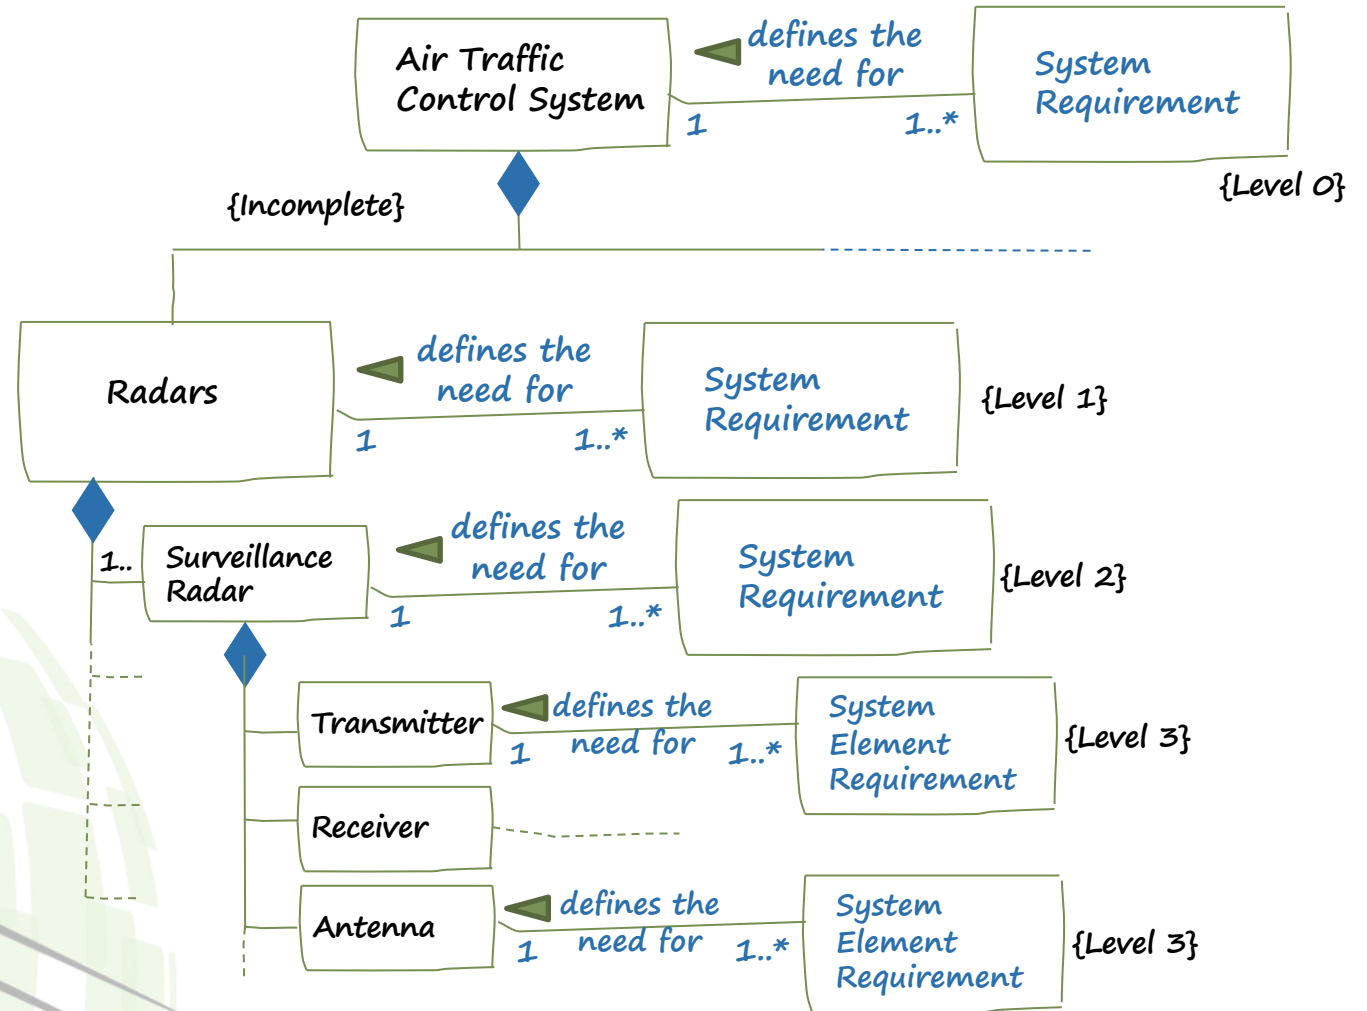 Air Traffic
Control System
defines the
need for
1
1..*
System
Requirement
{Level 0}
{Incomplete}
Radars
defines the
need for
1
1..*
System
Requirement
{Level 1}
1..
Surveillance
Radar
defines the
need for
1
1..*
System
Requirement
{Level 2}
Transmitter
defines the
need for
1
1..*
System
Element
Requirement
{Level 3}
Receiver
Antenna
defines the
need for
1
1..*
System
Element
Requirement
{Level 3}